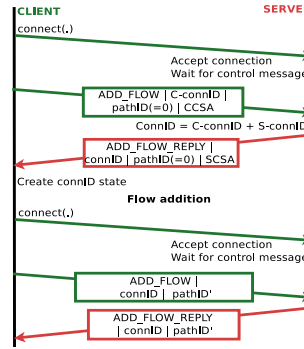 CLIENT
SERVE
connect(.)
Accept connection
Wait for control message
ADD_FLOW | C-connID |
pathID(=0) | CCSA
ConnID = C-connID + S-connID
ADD_FLOW_REPLY |
connID | pathID(=0) | SCSA
Create connID state
Flow addition
connect(.)
Accept connection
Wait for control message
ADD_FLOW |
connID | pathID'
ADD_FLOW_REPLY
| connID | pathID'